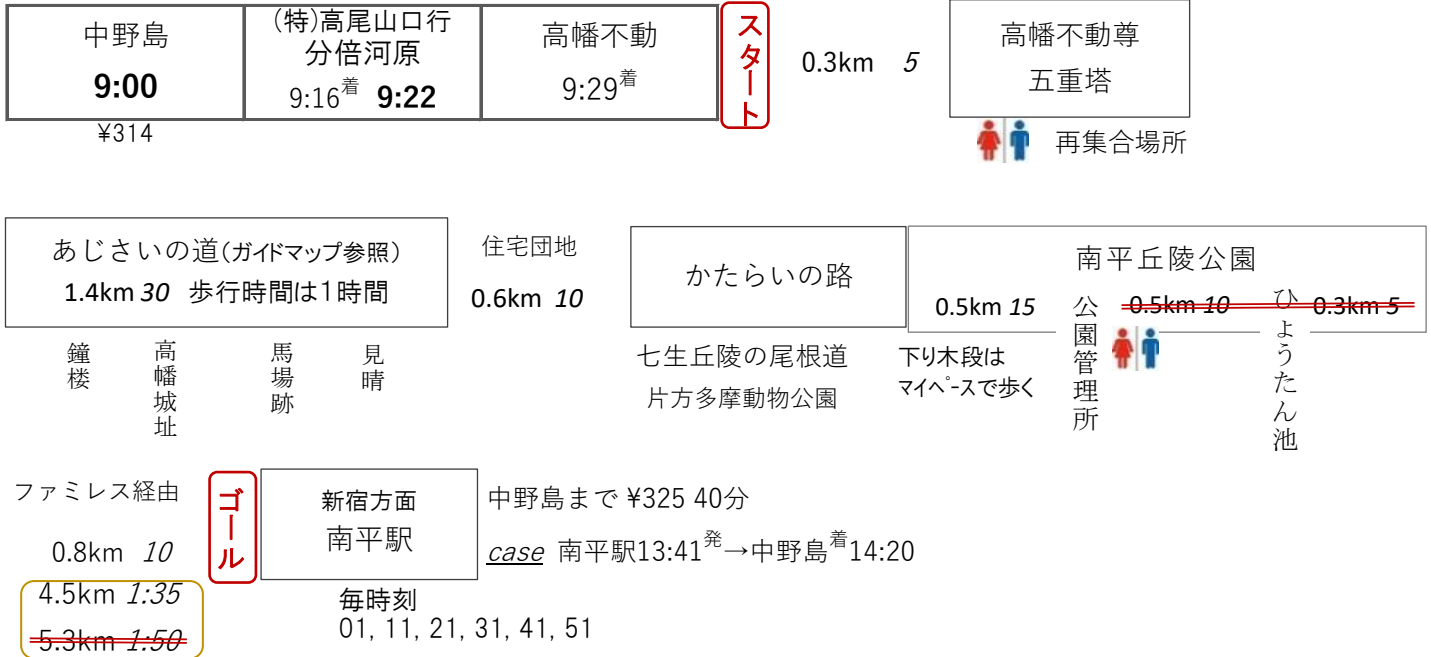 中野島
9:00
¥314
(特)高尾山口行
分倍河原
9:16着 9:22
高幡不動
9:29着
スタート
0.3km 5
高幡不動尊
五重塔
再集合場所
あじさいの道(ガイドマップ参照)
1.4km 30 歩行時間は1時間
鐘楼
高幡城址
馬場跡
見晴
住宅団地
0.6km 10
かたらいの路
七生丘陵の尾根道
片方多摩動物公園
南平丘陵公園
0.5km 15
下り木段は
マイペースで歩く
公園管理所
0.5km 10
ひょうたん池
0.3km 5
ファミレス経由
0.8km 10
4.5km 1:35
5.3km 1:50
ゴール
新宿方面
南平駅
毎時刻
01, 11, 21, 31, 41, 51
中野島まで ¥325 40分
case 南平駅13:41発→中野島着14:20